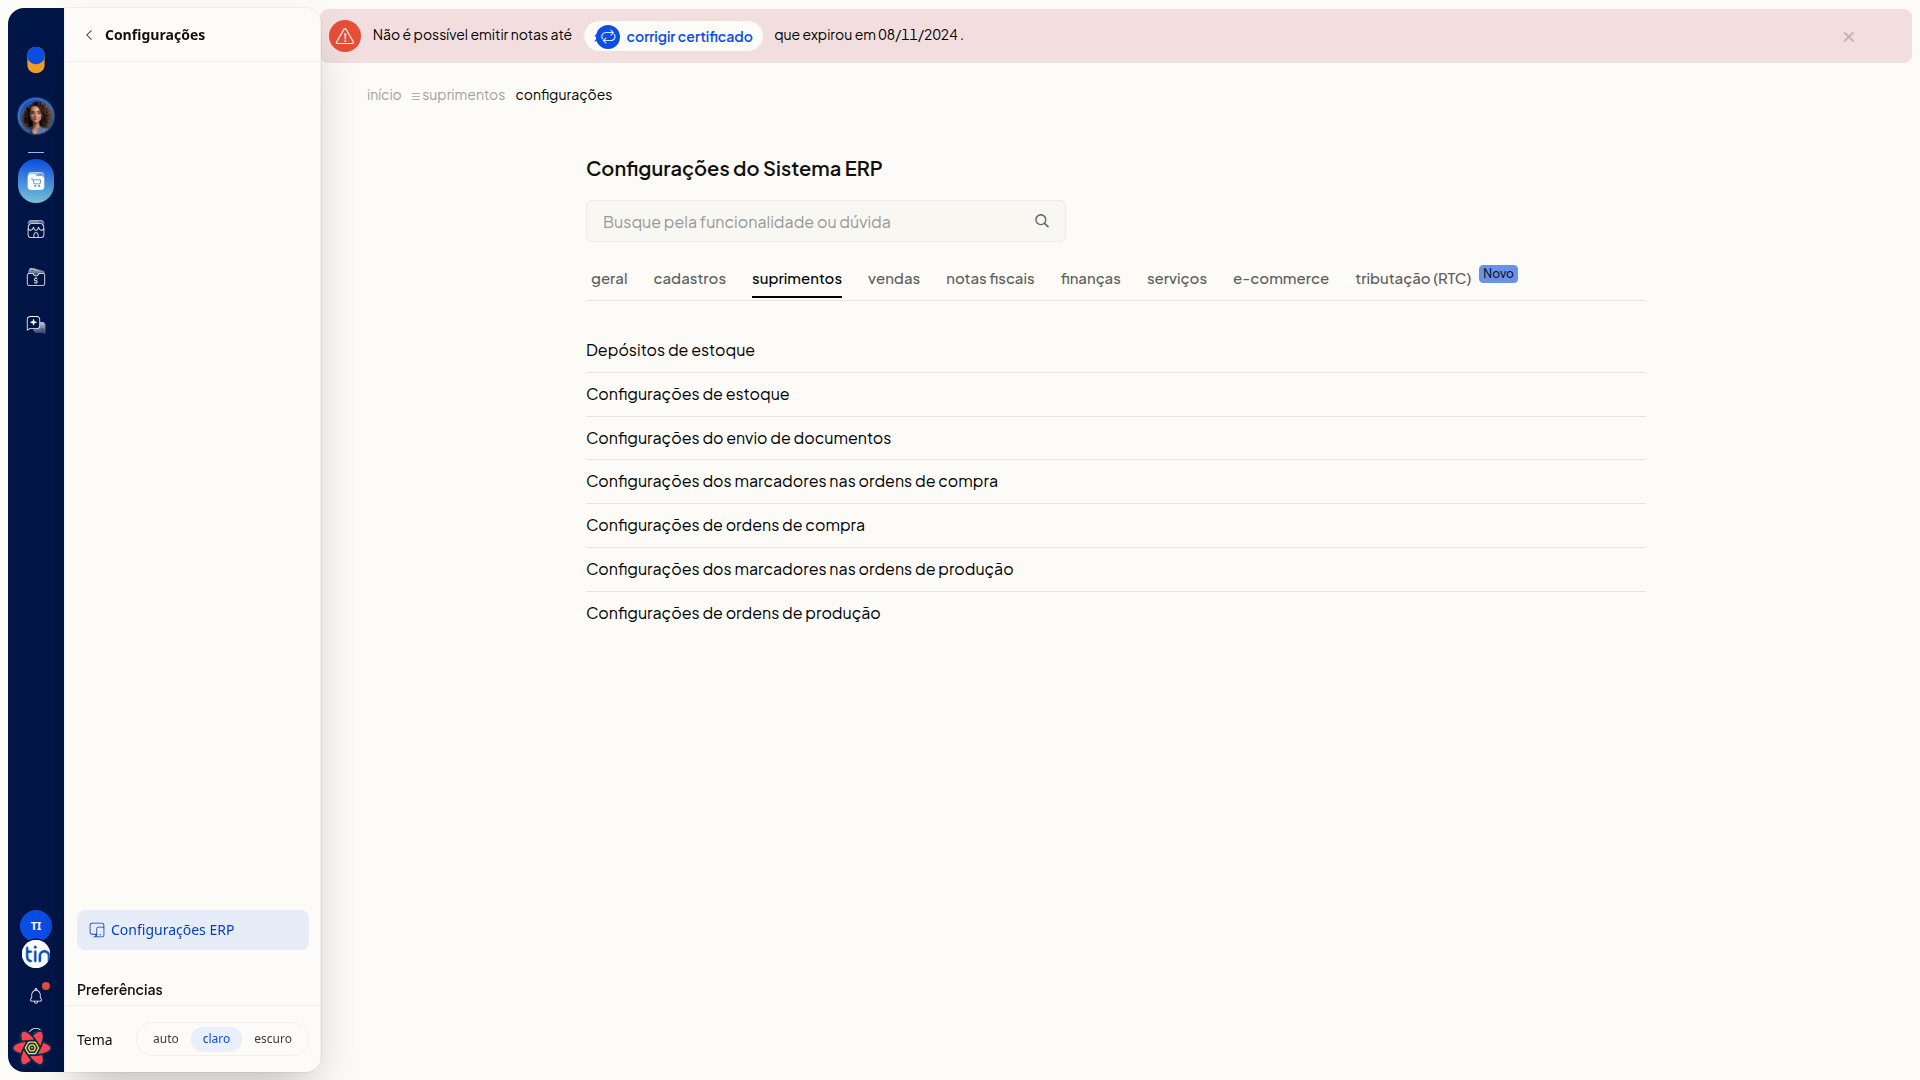 Configurações
Não é possível emitir notas até corrigir certificado que expirou em 08/11/2024 .
início suprimentos configurações
Configurações do Sistema ERP
Busque pela funcionalidade ou dúvida
geral cadastros suprimentos vendas notas fiscais finanças serviços e-commerce tributação (RTC) Novo
Depósitos de estoque
Configurações de estoque
Configurações do envio de documentos
Configurações dos marcadores nas ordens de compra
Configurações de ordens de compra
Configurações dos marcadores nas ordens de produção
Configurações de ordens de produção
TI
tin
Configurações ERP
Preferências
Tema auto claro escuro